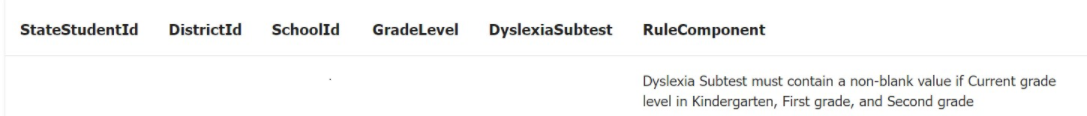 StateStudentId DistrictId SchoolId GradeLevel DyslexiaSubtest RuleComponent
Dyslexia Subtest must contain a non-blank value if Current grade
level in Kindergarten, First grade, and Second grade